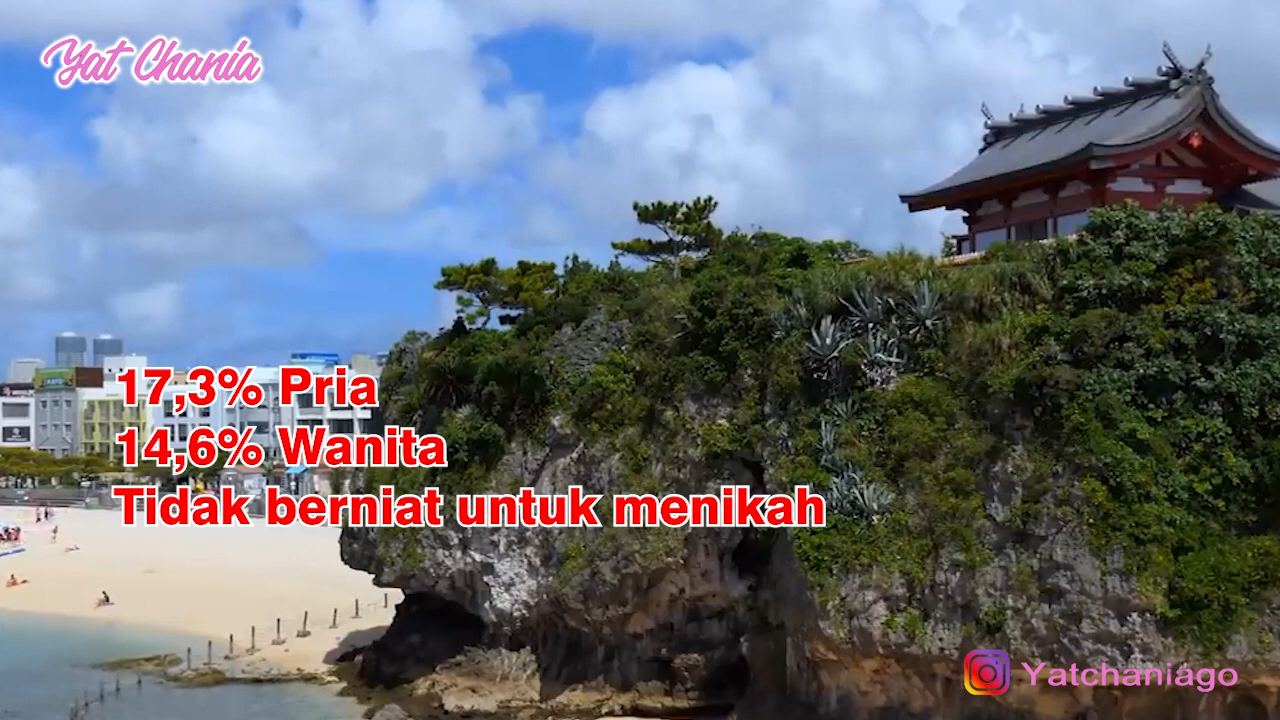 Yat Chania
17,3% Pria
14,6% Wanita
Tidak berniat untuk menikah
Yatchaniago